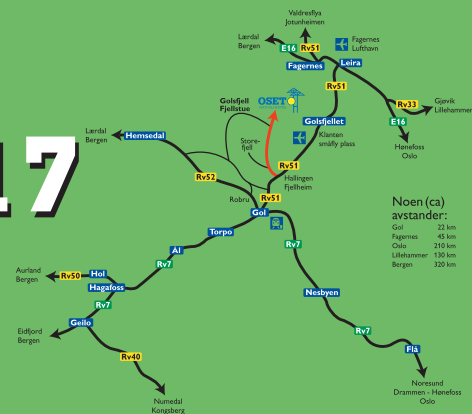 Valdresflya
Jotunheimen
Lærdal
Bergen
E16
Rv51
Fagernes
Lufthavn
Fagernes
Leira
Rv51
Golsfjell
Fjellstue
OSET
Rv33
Gjøvik
Lillehammer
E16
Golsfjellet
Hønefoss
Oslo
Lærdal
Bergen
Hemsedal
Store-
fjell
Klanten
småfly plass
Rv51
Hallingen
Fjellheim
17
Rv52
Robru
Rv51
Gol
Noen (ca)
avstander:
Gol 22 km
Fagernes 45 km
Oslo 210 km
Lillehammer 130 km
Bergen 320 km
Torpo
Ål
Rv7
Rv7
Aurland
Bergen
Rv50
Hol
Hagafoss
Rv7
Nesbyen
Eidfjord
Bergen
Geilo
Rv7
Rv40
Flå
Numedal
Kongsberg
Noresund
Drammen - Hønefoss
Oslo